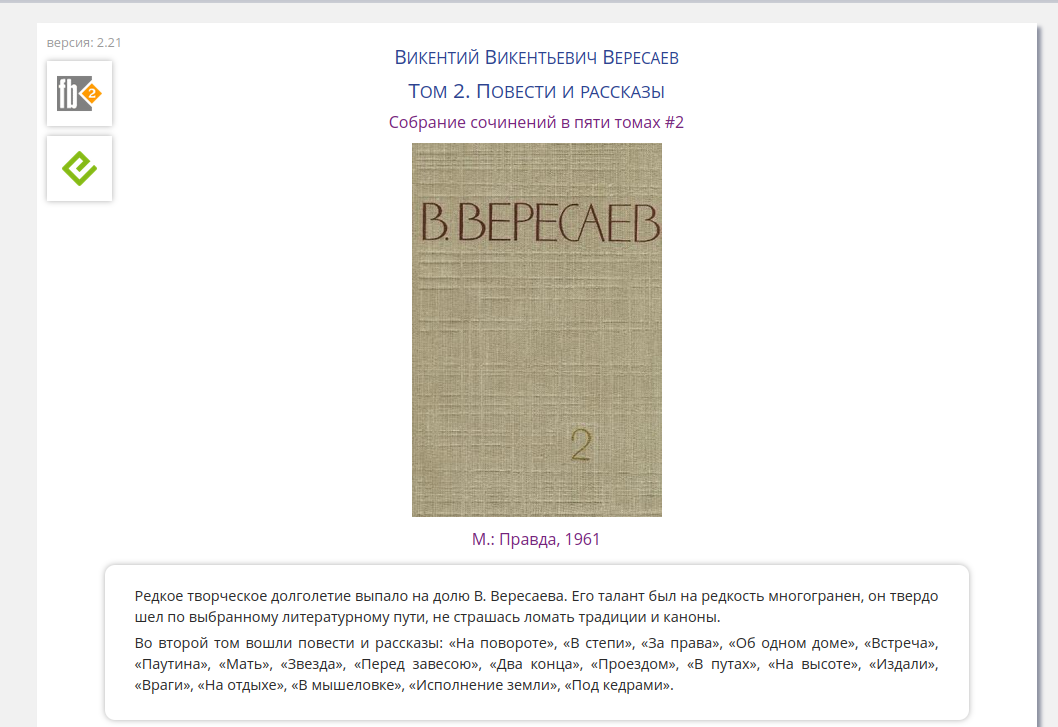 версия: 2.21
Викентий Викентьевич Вересаев
Том 2. Повести и рассказы
Собрание сочинений в пяти томах #2
fb2
В. ВЕРЕСАЕВ
2
М.: Правда, 1961
Редкое творческое долголетие выпало на долю В. Вересаева. Его талант был на редкость многогранен, он твердо
шел по выбранному литературному пути, не страшась ломать традиции и каноны.
Во второй том вошли повести и рассказы: «На повороте», «В степи», «За права», «Об одном доме», «Встреча»,
«Паутина», «Мать», «Звезда», «Перед завесою», «Два конца», «Проездом», «В путах», «На высоте», «Издали»,
«Враги», «На отдыхе», «В мышеловке», «Исполнение земли», «Под кедрами».